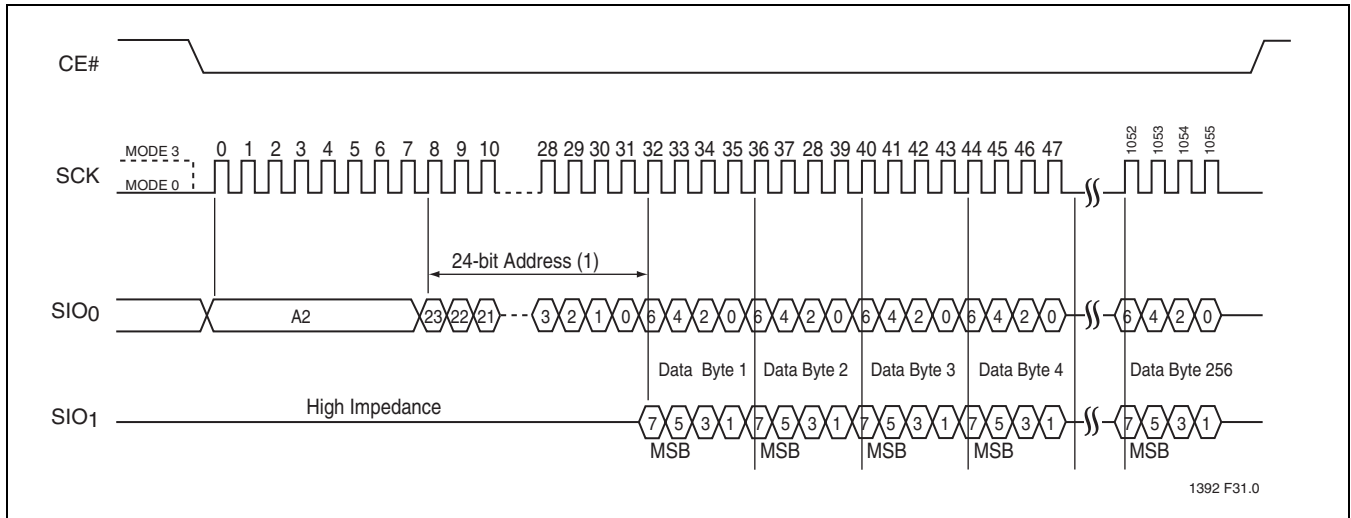 CE#
MODE 3
0 1 2 3 4 5 6 7 8 9 10 28 29 30 31 32 33 34 35 36 37 28 39 40 41 42 43 44 45 46 47 1052 1053 1054 1055
SCK
MODE 0
24-bit Address (1)
SIO0 A2 23 22 21 3 2 1 0 6 4 2 0 6 4 2 0 6 4 2 0 6 4 2 0 6 4 2 0
Data Byte 1 Data Byte 2 Data Byte 3 Data Byte 4 Data Byte 256
High Impedance
SIO1 7 5 3 1 7 5 3 1 7 5 3 1 7 5 3 1 7 5 3 1
MSB MSB MSB MSB MSB
1392 F31.0